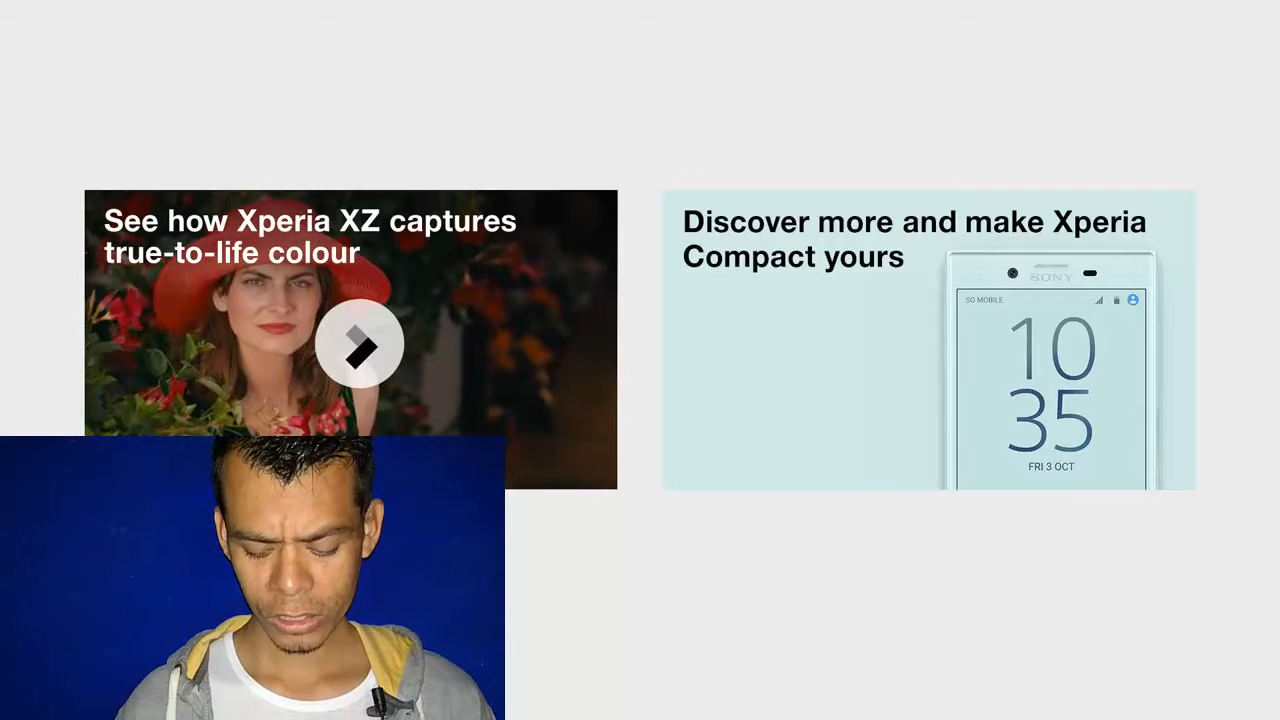 See how Xperia XZ captures
true-to-life colour
Discover more and make Xperia
Compact yours
SONY
SO MOBILE
10
35
FRI 3 OCT